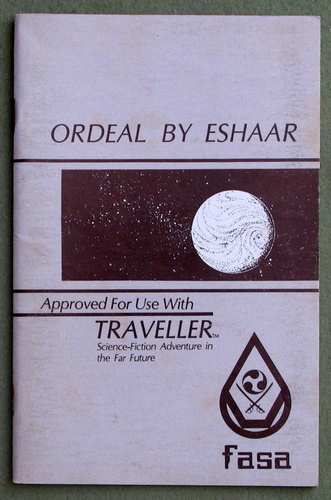 ORDEAL BY ESHAAR
Approved For Use With
TRAVELLER™
Science-Fiction Adventure in
the Far Future
fasa